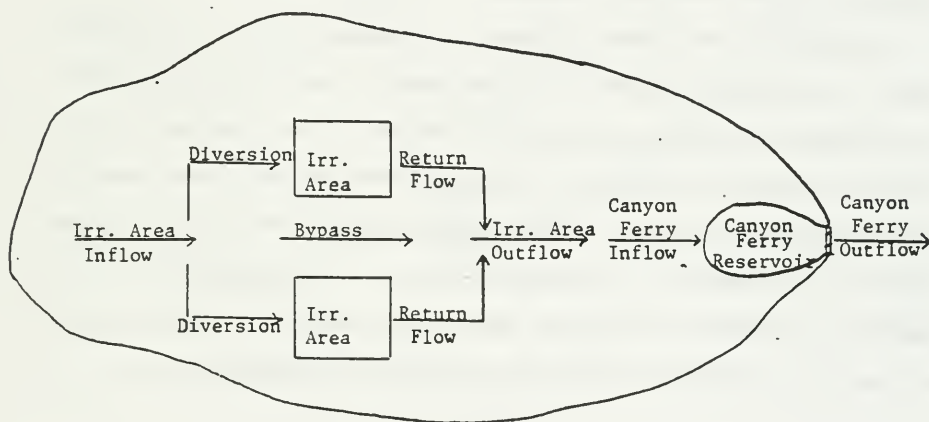 Diversion
Irr.
Area
Return
Flow
Irr. Area
Inflow
Bypass
Irr. Area
Outflow
Canyon
Ferry
Inflow
Canyon
Ferry
Reservoir
Canyon
Ferry
Outflow
Diversion
Irr.
Area
Return
Flow